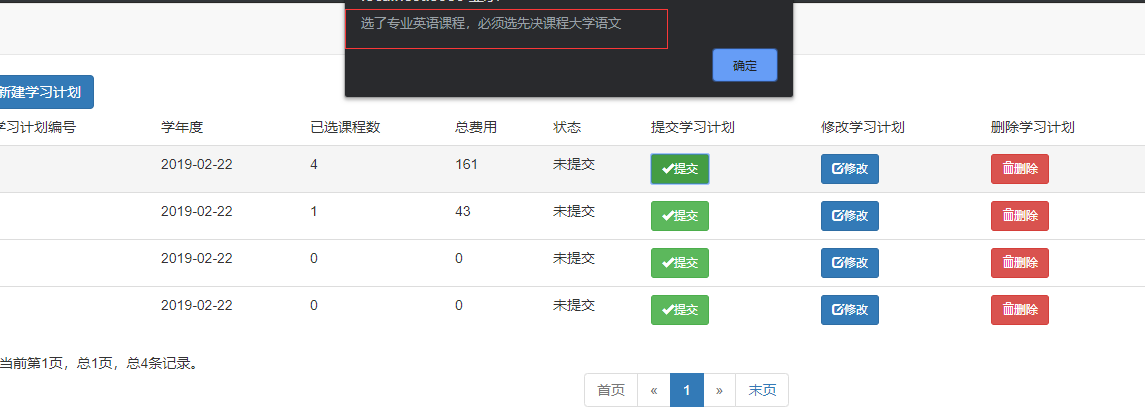 选了专业英语课程，必须选先决课程大学语文
确定
新建学习计划
学习计划编号 学年度 已选课程数 总费用 状态 提交学习计划 修改学习计划 删除学习计划
2019-02-22 4 161 未提交 提交 修改 删除
2019-02-22 1 43 未提交 提交 修改 删除
2019-02-22 0 0 未提交 提交 修改 删除
2019-02-22 0 0 未提交 提交 修改 删除
当前第1页，总1页，总4条记录。
首页 « 1 » 末页